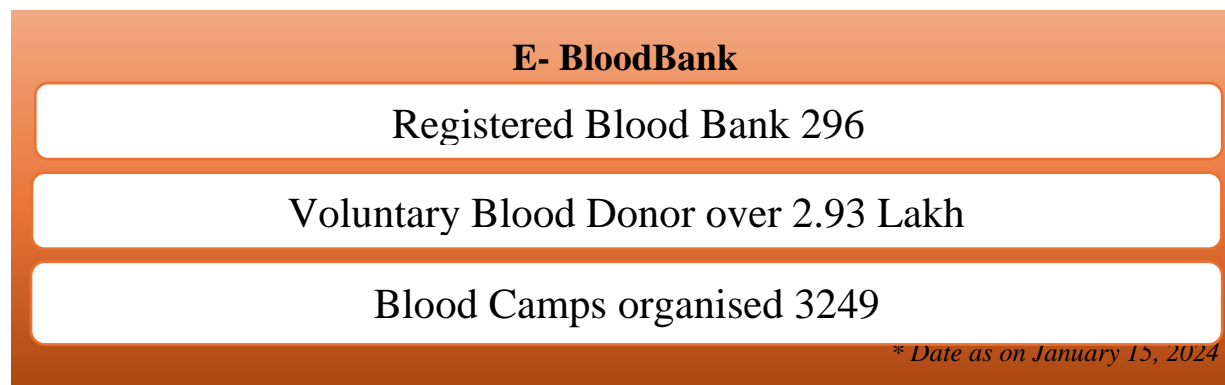 E- BloodBank
Registered Blood Bank 296
Voluntary Blood Donor over 2.93 Lakh
Blood Camps organised 3249
* Date as on January 15, 2024